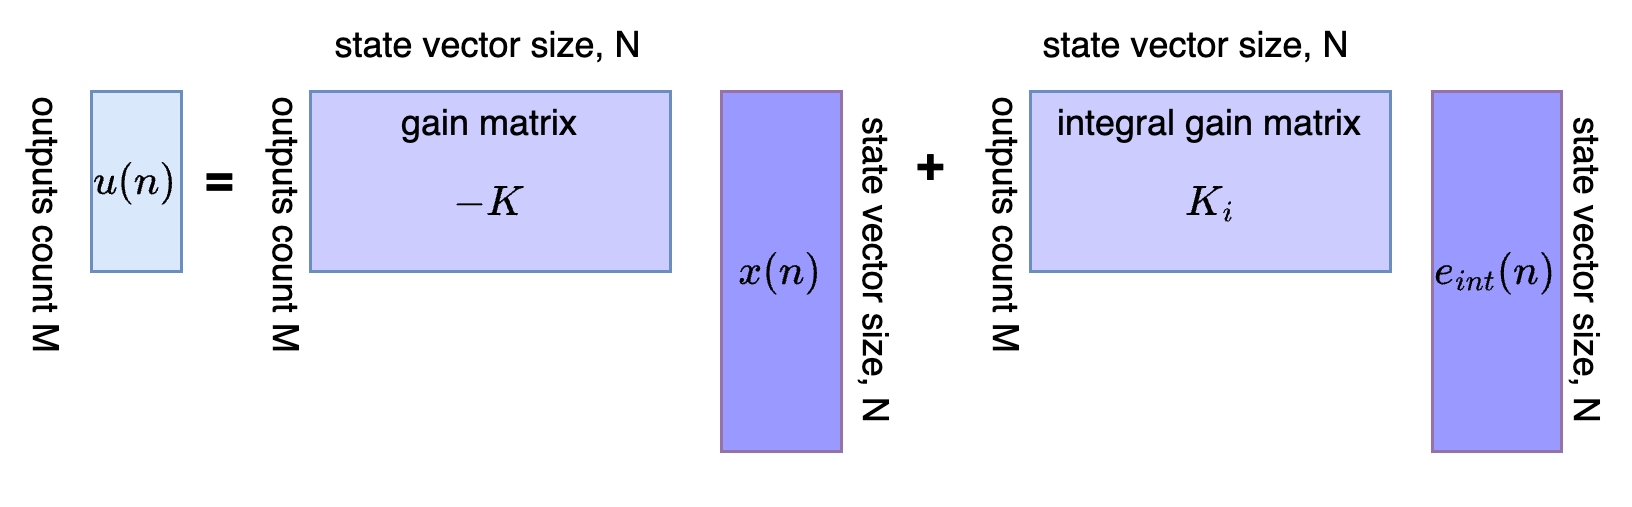 state vector size, N
state vector size, N
outputs count M
u(n)
=
outputs count M
gain matrix
−K
x(n)
state vector size, N
+
outputs count M
integral gain matrix
K_i
e_{int}(n)
state vector size, N